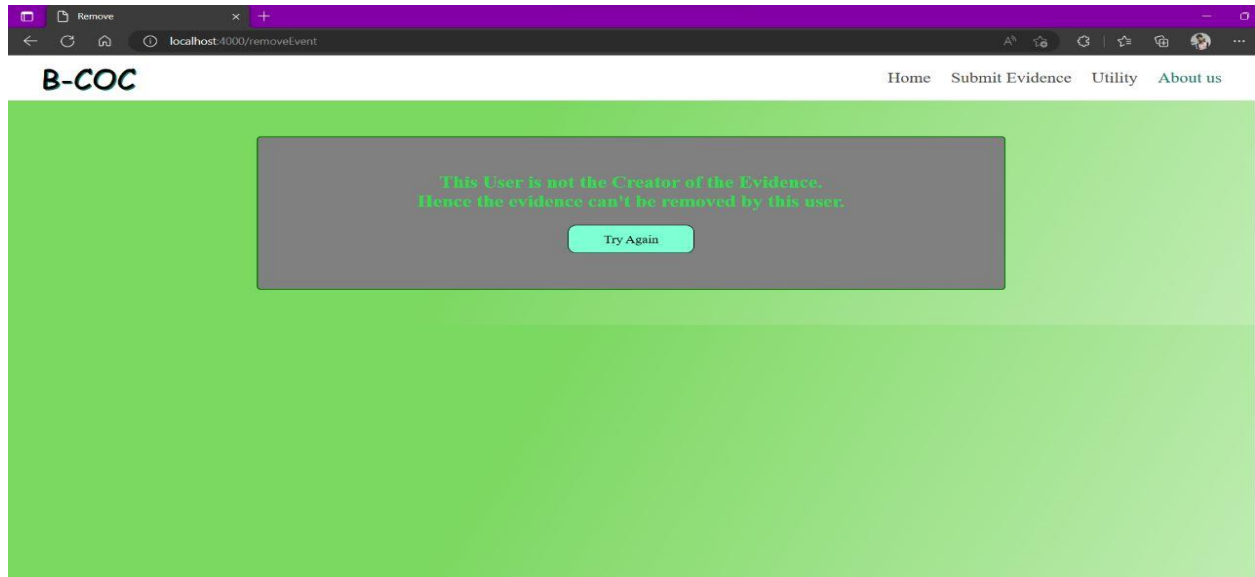 Remove
localhost:4000/removeEvent
B-COC
Home Submit Evidence Utility About us
This User is not the Creator of the Evidence.
Hence the evidence can't be removed by this user.
Try Again